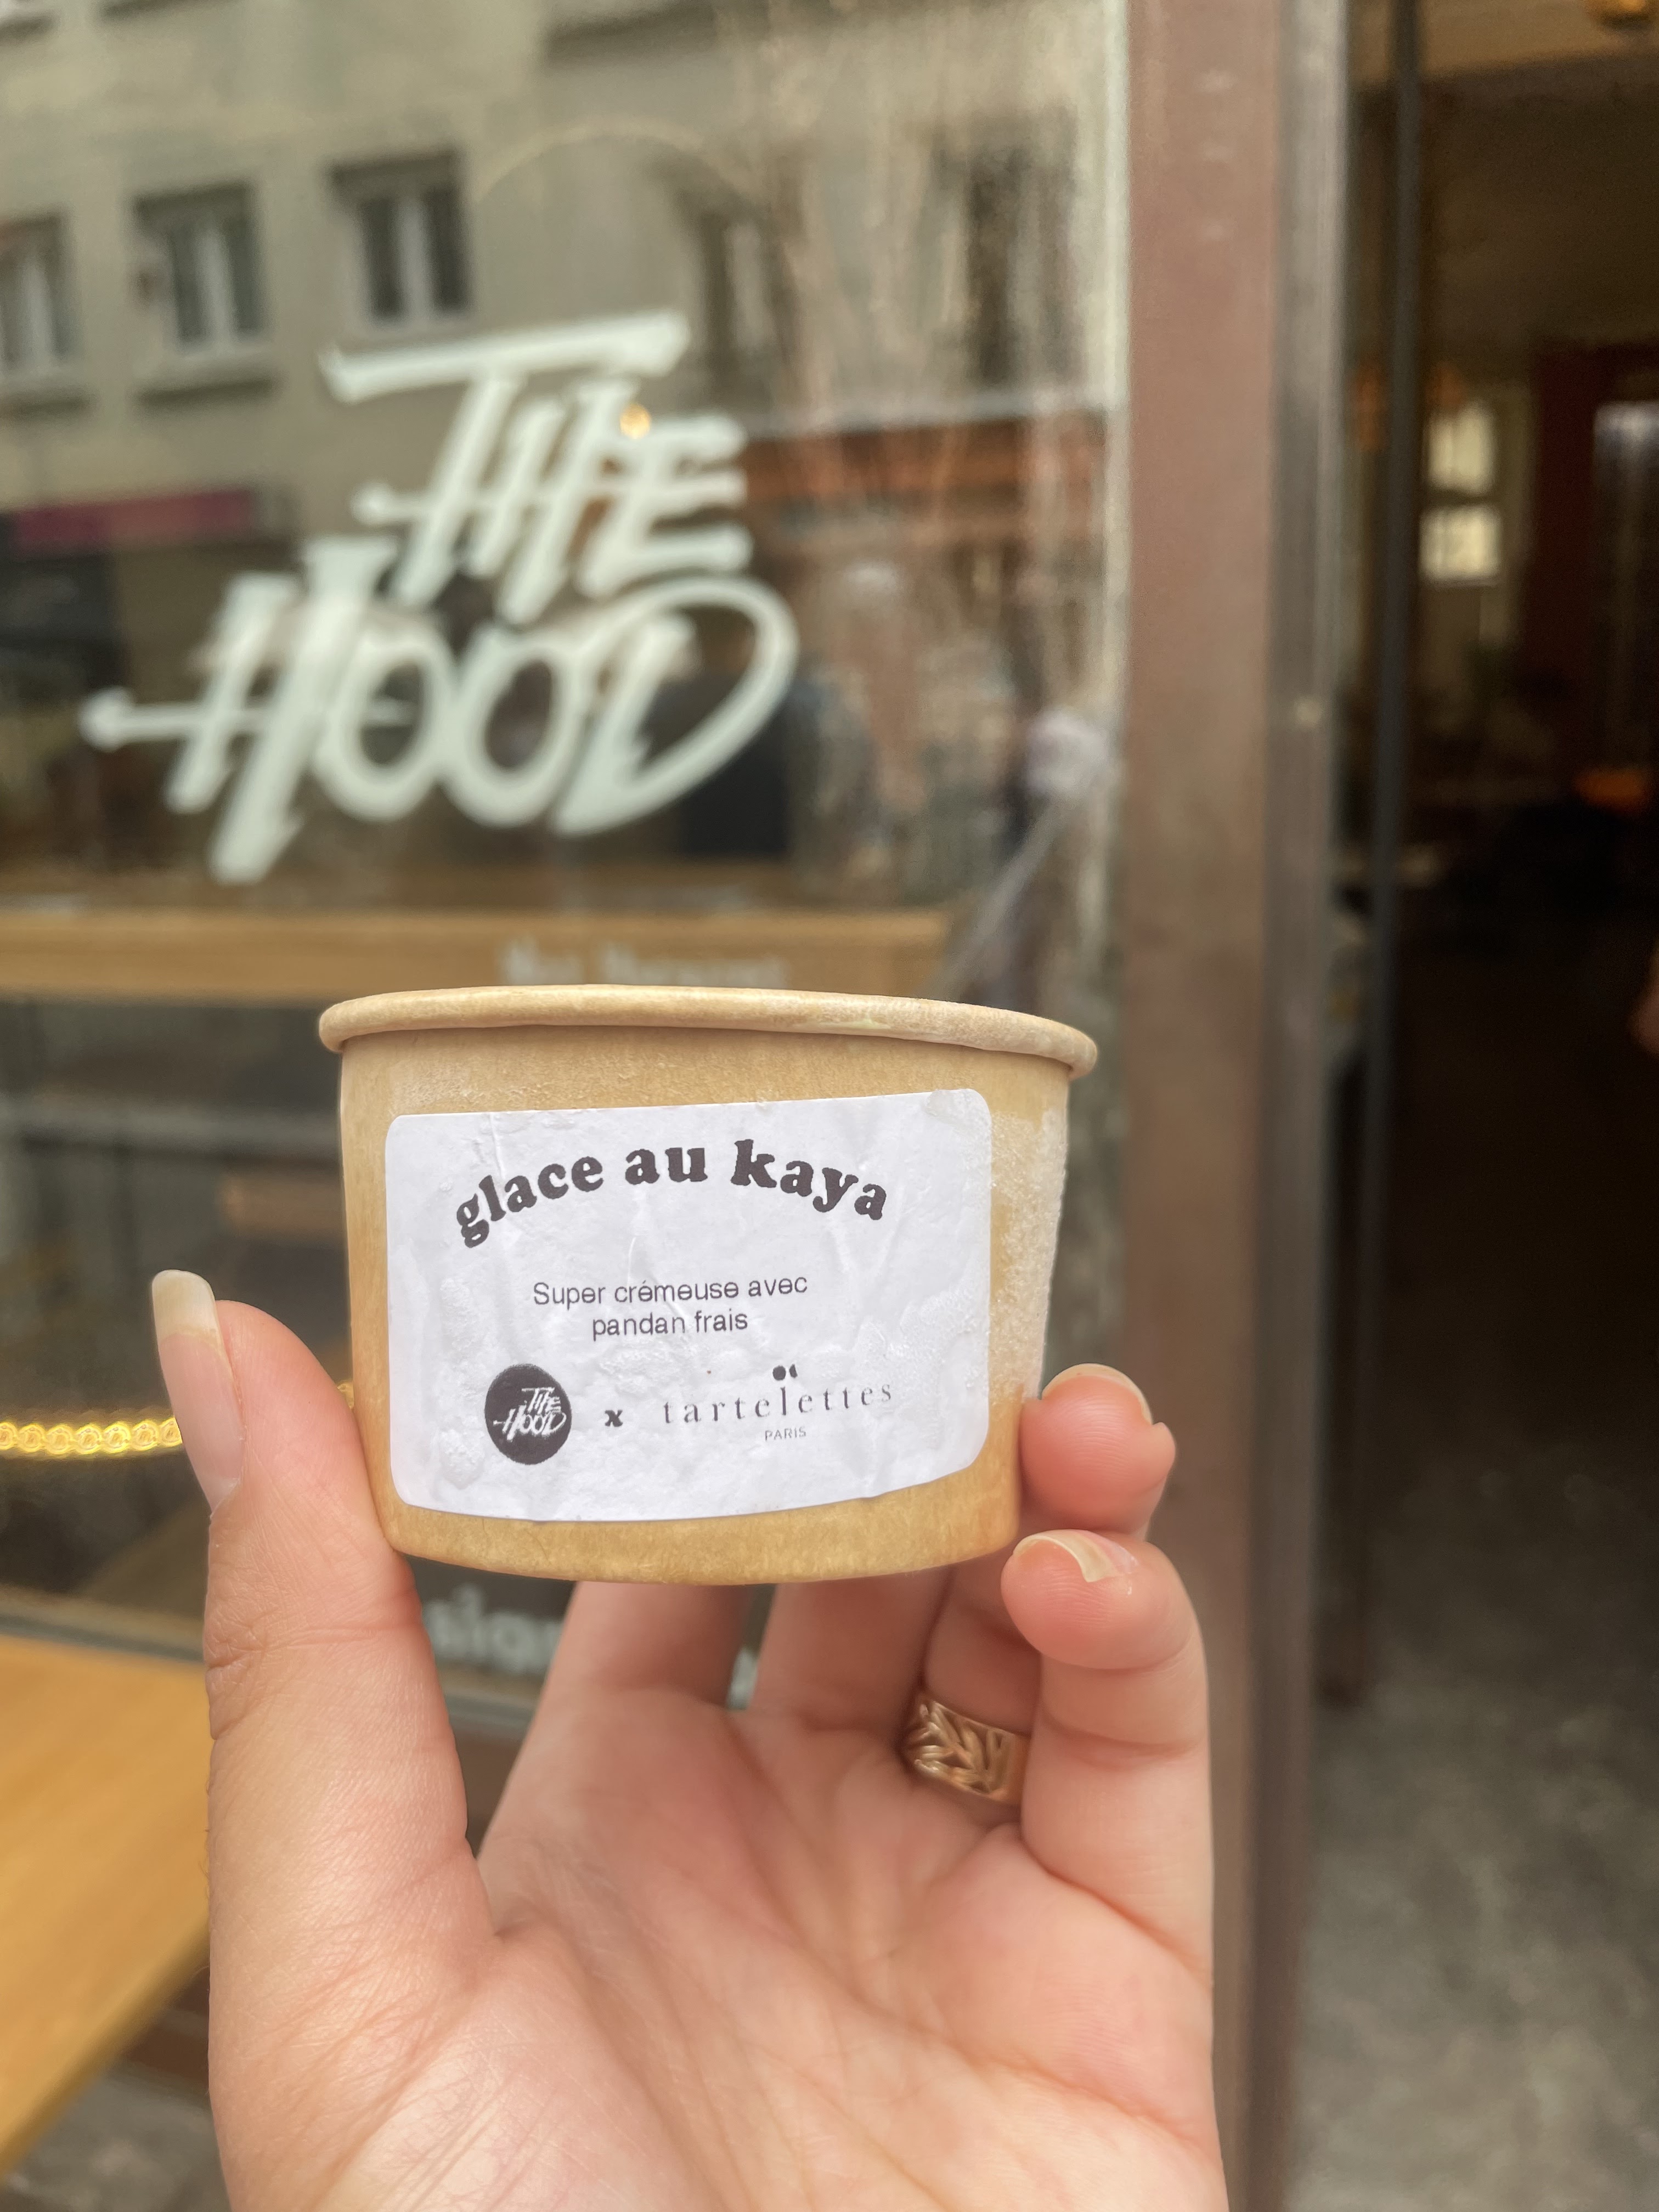 THE
HOOD
glace au kaya
Super crémeuse avec
pandan frais
THE
HOOD
x tartelettes
PARIS